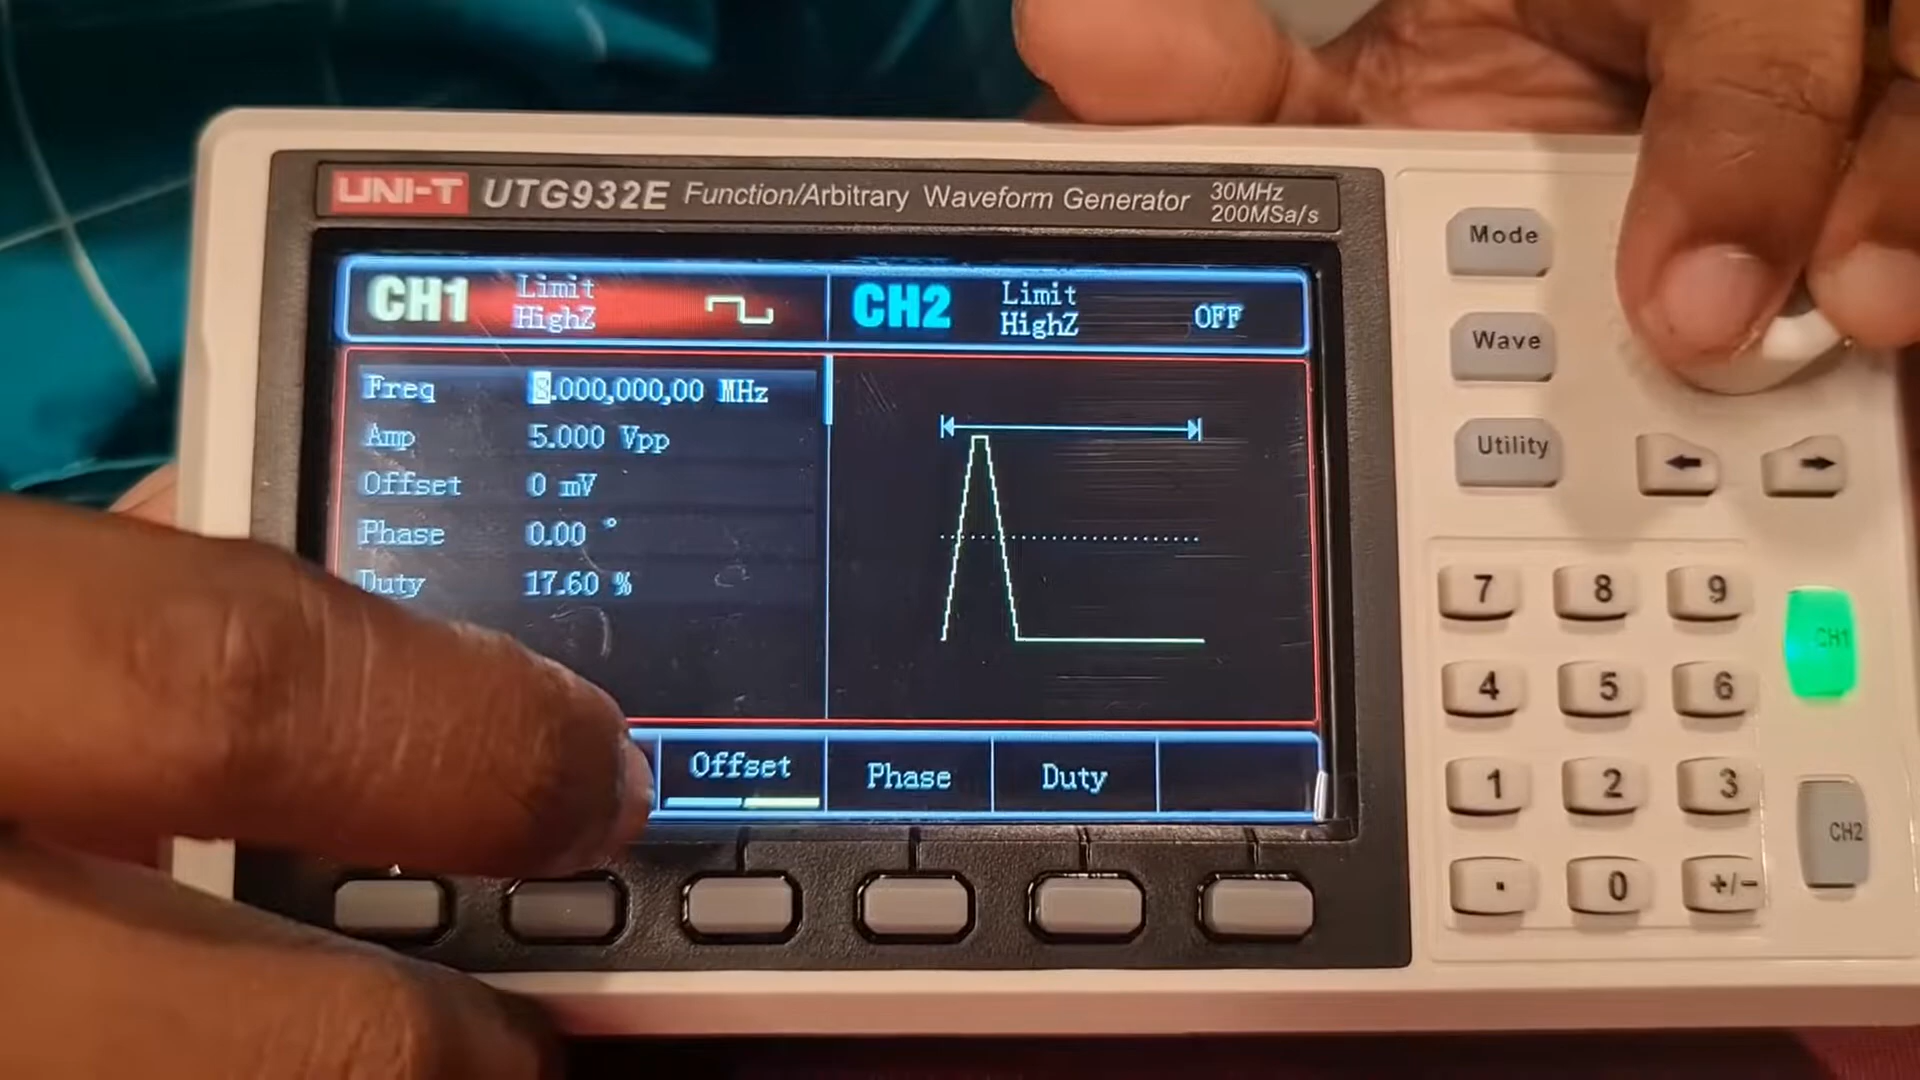 UNI-T UTG932E Function/Arbitrary Waveform Generator 30MHz
200MSa/s
CH1 Limit
HighZ
CH2 Limit
HighZ OFF
Freq 8.000,000,00 MHz
Amp 5.000 Vpp
Offset 0 mV
Phase 0.00 °
Duty 17.60 %
Offset Phase Duty
Mode
Wave
Utility
← →
7 8 9
4 5 6
1 2 3
. 0 +/-
CH1
CH2